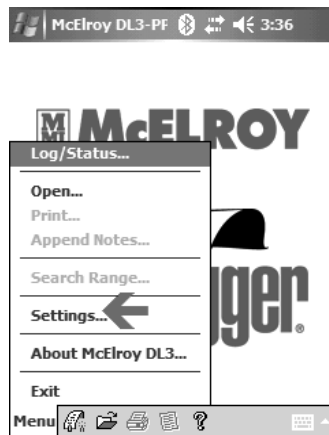 McElroy DL3-PF 3:36
McELROY
Log/Status...
Open...
Print...
Append Notes...
Search Range...
gger.
Settings...
About McElroy DL3...
Exit
Menu